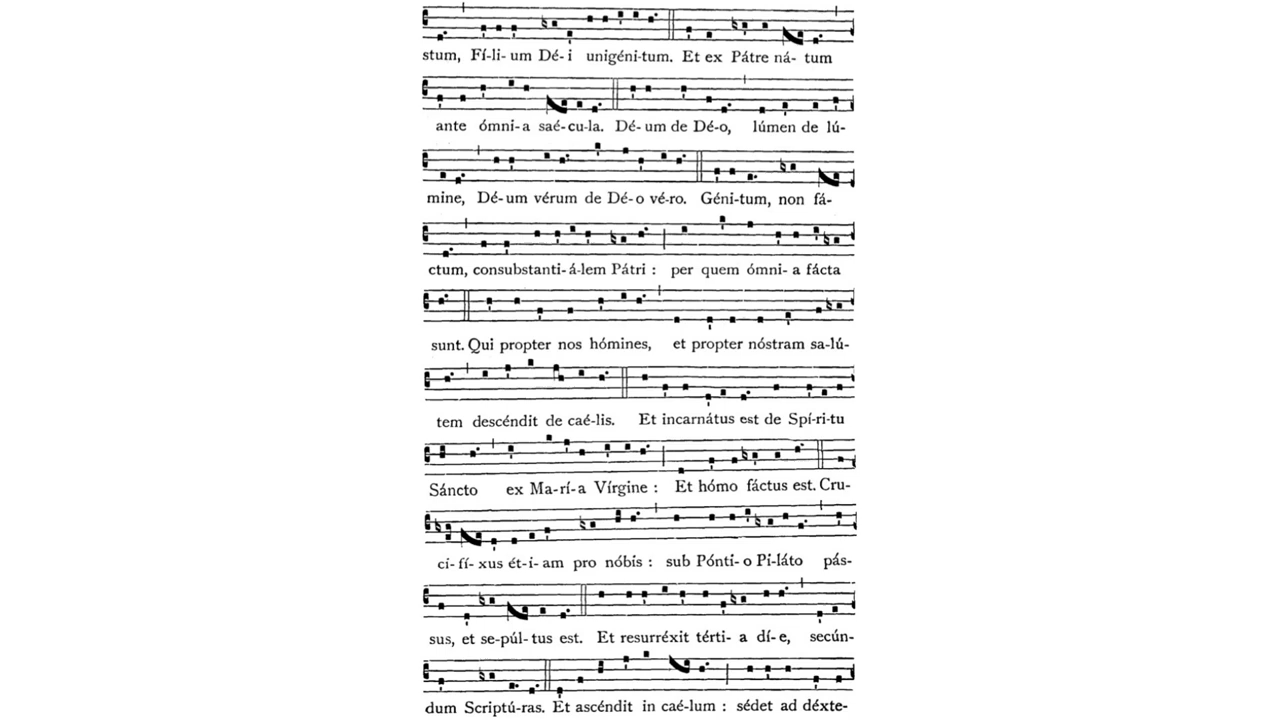 stum, Fí-li-um Dé-i unigéni-tum. Et ex Pátre ná-tum
ante ómni-a saé-cu-la. Dé-um de Dé-o, lúmen de lú-
mine, Dé-um vérum de Dé-o vé-ro. Géni-tum, non fá-
ctum, consubstanti-á-lem Pátri : per quem ómni-a fácta
sunt. Qui propter nos hómines, et propter nóstram sa-lú-
tem descéndit de caé-lis. Et incarnátus est de Spí-ri-tu
Sáncto ex Ma-rí-a Vírgine : Et hómo fáctus est. Cru-
ci-fí-xus ét-i-am pro nóbis : sub Pónti-o Pi-láto pás-
sus, et se-púl-tus est. Et resurréxit térti-a dí-e, secún-
dum Scriptú-ras. Et ascéndit in caé-lum : sédet ad déxte-